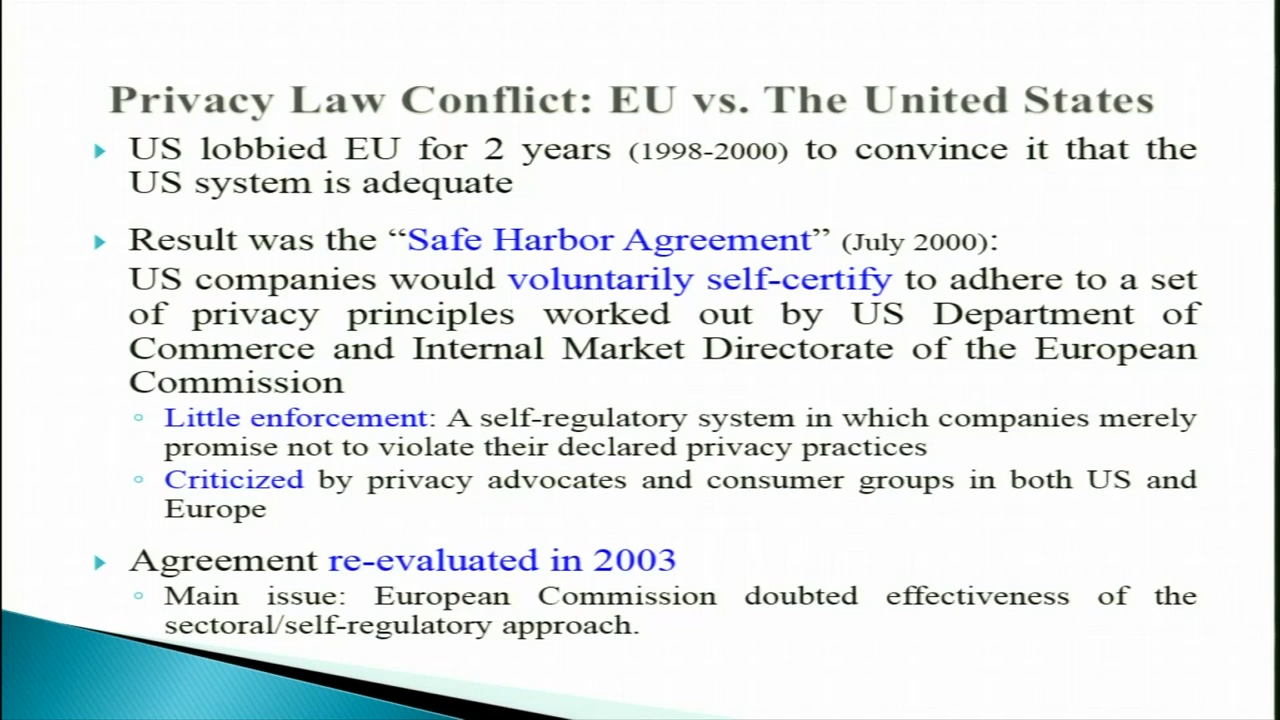 Privacy Law Conflict: EU vs. The United States
US lobbied EU for 2 years (1998-2000) to convince it that the
US system is adequate
Result was the “Safe Harbor Agreement” (July 2000):
US companies would voluntarily self-certify to adhere to a set
of privacy principles worked out by US Department of
Commerce and Internal Market Directorate of the European
Commission
Little enforcement: A self-regulatory system in which companies merely
promise not to violate their declared privacy practices
Criticized by privacy advocates and consumer groups in both US and
Europe
Agreement re-evaluated in 2003
Main issue: European Commission doubted effectiveness of the
sectoral/self-regulatory approach.